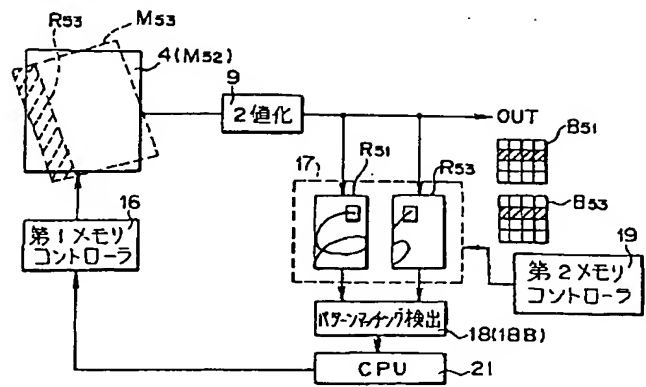 R53
M53
4(M52)
9
2値化
OUT
B51
17
R51
R53
B53
16
第1メモリ
コントローラ
19
第2メモリ
コントローラ
パターンマッチング検出
18(18B)
CPU
21